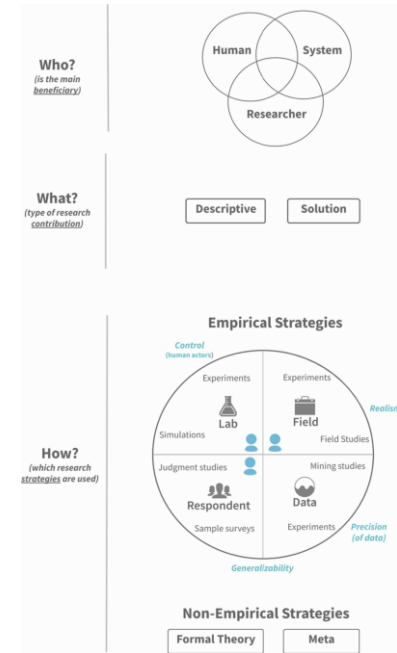 Who?
(is the main
beneficiary)
Human
System
Researcher
What?
(type of research
contribution)
Descriptive
Solution
How?
(which research
strategies are used)
Empirical Strategies
Control
(human actors)
Experiments
Experiments
Lab
Field
Realism
Simulations
Field Studies
Judgment studies
Mining studies
Respondent
Data
Sample surveys
Experiments
Precision
(of data)
Generalizability
Non-Empirical Strategies
Formal Theory
Meta